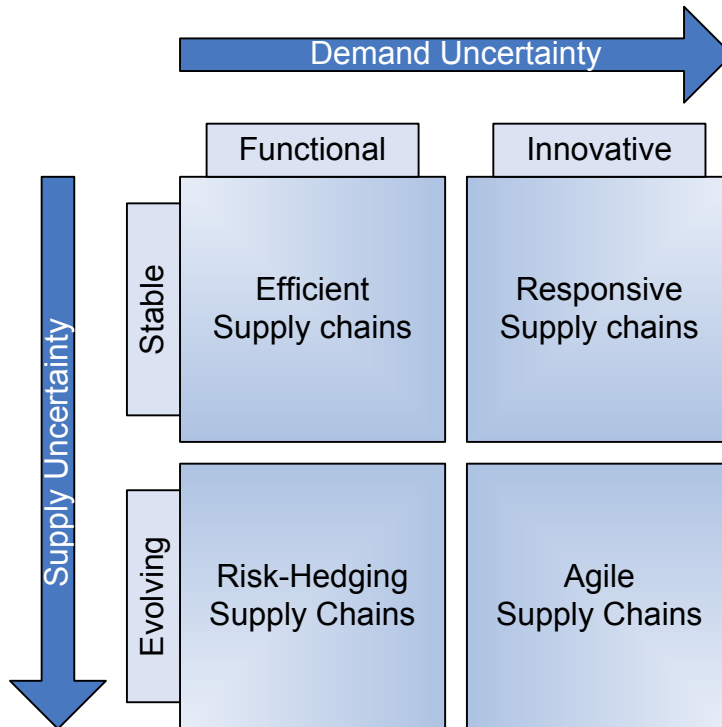 Demand Uncertainty
Functional
Innovative
Supply Uncertainty
Stable
Efficient
Supply chains
Responsive
Supply chains
Evolving
Risk-Hedging
Supply Chains
Agile
Supply Chains